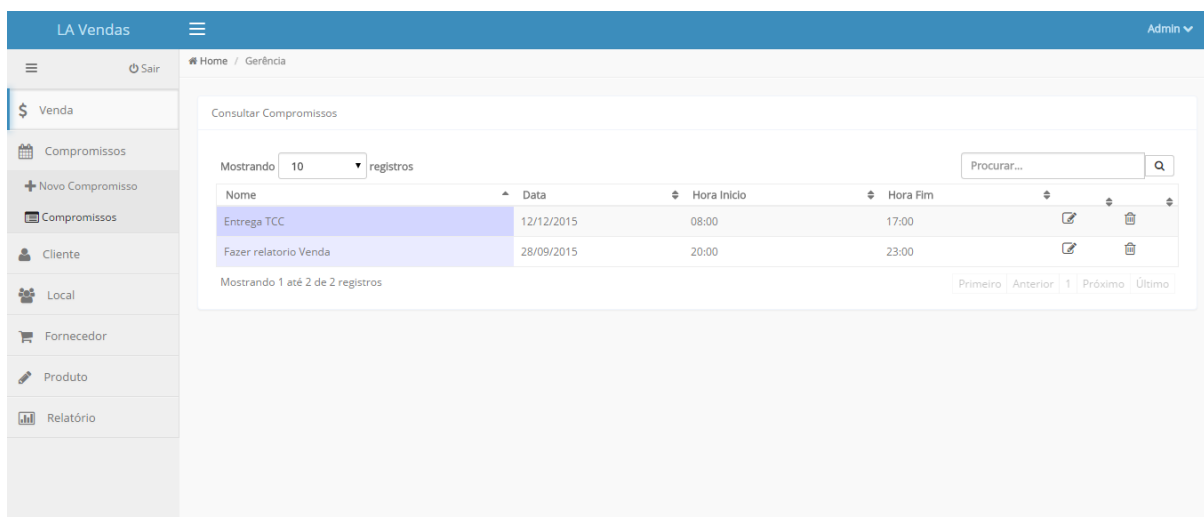 LA Vendas
Admin
Sair
Home / Gerência
Venda
Compromissos
Novo Compromisso
Compromissos
Cliente
Local
Fornecedor
Produto
Relatório
Consultar Compromissos
Mostrando 10 registros
Procurar...
Nome Data Hora Inicio Hora Fim
Entrega TCC 12/12/2015 08:00 17:00
Fazer relatorio Venda 28/09/2015 20:00 23:00
Mostrando 1 até 2 de 2 registros
Primeiro Anterior 1 Próximo Último